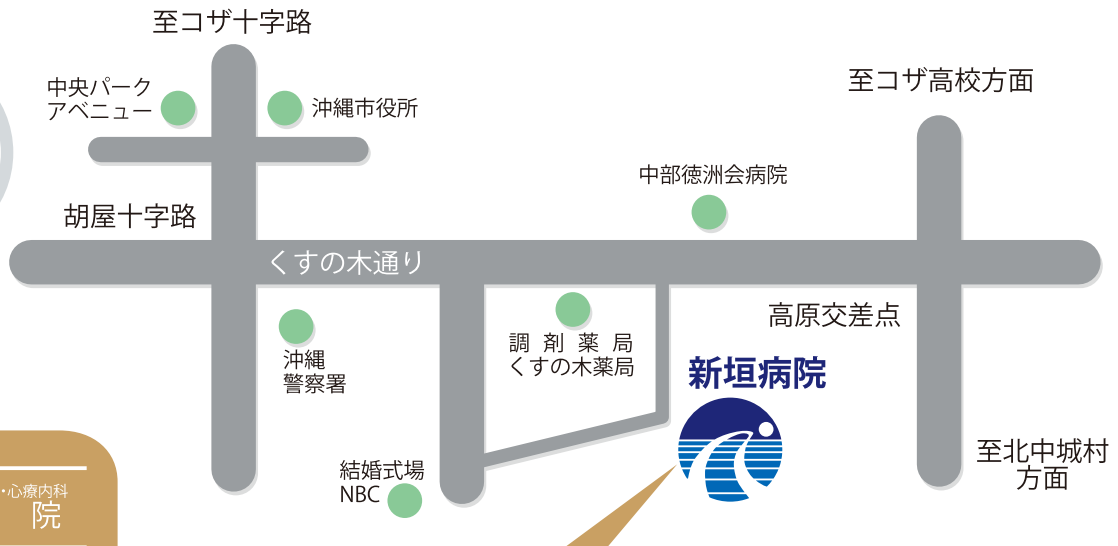 至コザ十字路
中央パーク
アベニュー
沖縄市役所
至コザ高校方面
中部徳洲会病院
胡屋十字路
くすの木通り
高原交差点
沖縄
警察署
調剤薬局
くすの木薬局
新垣病院
結婚式場
NBC
至北中城村
方面
・心療内科
院